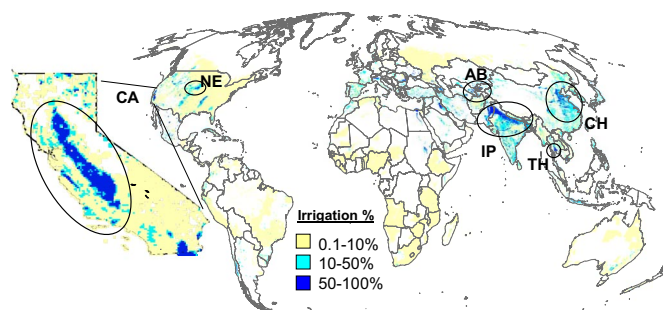 NE
CA
AB
CH
IP
TH
Irrigation %
0.1-10%
10-50%
50-100%